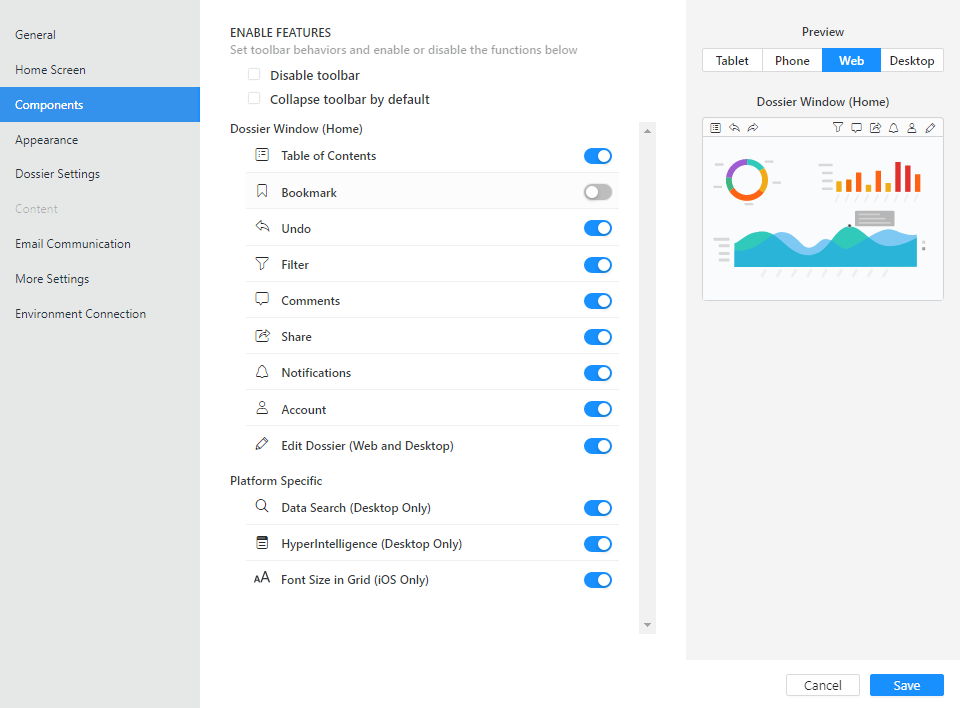 General
Home Screen
Components
Appearance
Dossier Settings
Content
Email Communication
More Settings
Environment Connection
ENABLE FEATURES
Set toolbar behaviors and enable or disable the functions below
Disable toolbar
Collapse toolbar by default
Dossier Window (Home)
Table of Contents
Bookmark
Undo
Filter
Comments
Share
Notifications
Account
Edit Dossier (Web and Desktop)
Platform Specific
Data Search (Desktop Only)
HyperIntelligence (Desktop Only)
AA Font Size in Grid (iOS Only)
Preview
Tablet Phone Web Desktop
Dossier Window (Home)
Cancel Save